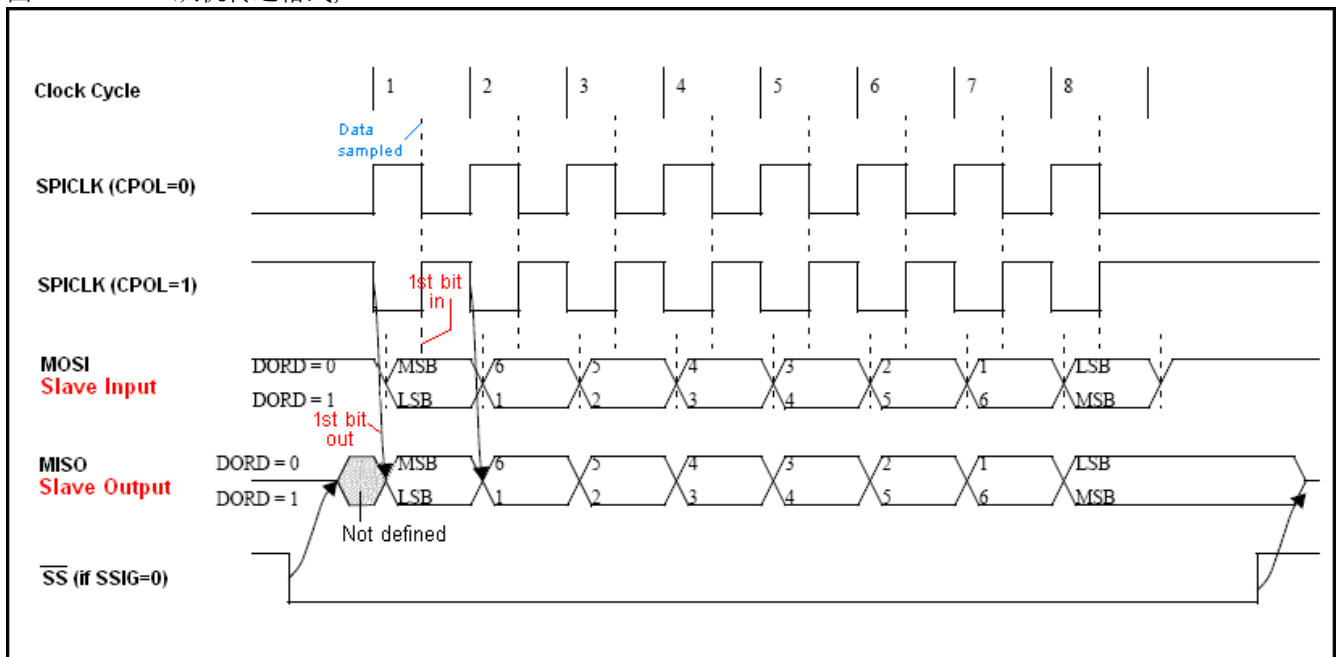 Clock Cycle 1 2 3 4 5 6 7 8
Data
sampled
SPICLK (CPOL=0)
SPICLK (CPOL=1)
1st bit
in
MOSI DORD = 0 MSB 6 5 4 3 2 1 LSB
Slave Input
DORD = 1 LSB 1 2 3 4 5 6 MSB
1st bit
out
MISO DORD = 0 MSB 6 5 4 3 2 1 LSB
Slave Output
DORD = 1 LSB 1 2 3 4 5 6 MSB
Not defined
SS (if SSIG=0)